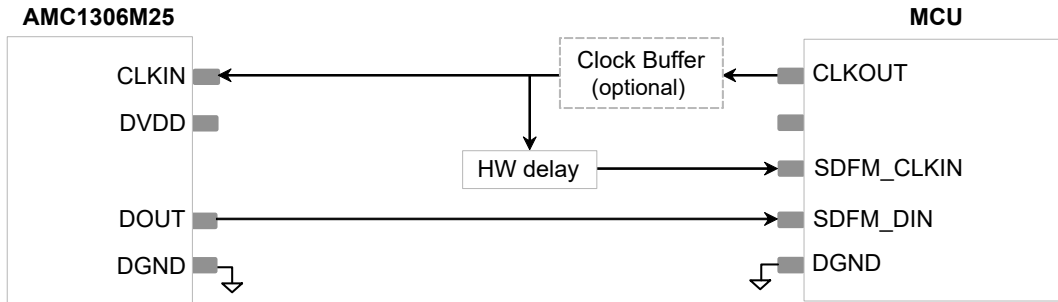 AMC1306M25
MCU
CLKIN
Clock Buffer
(optional)
CLKOUT
DVDD
HW delay
SDFM_CLKIN
DOUT
SDFM_DIN
DGND
DGND